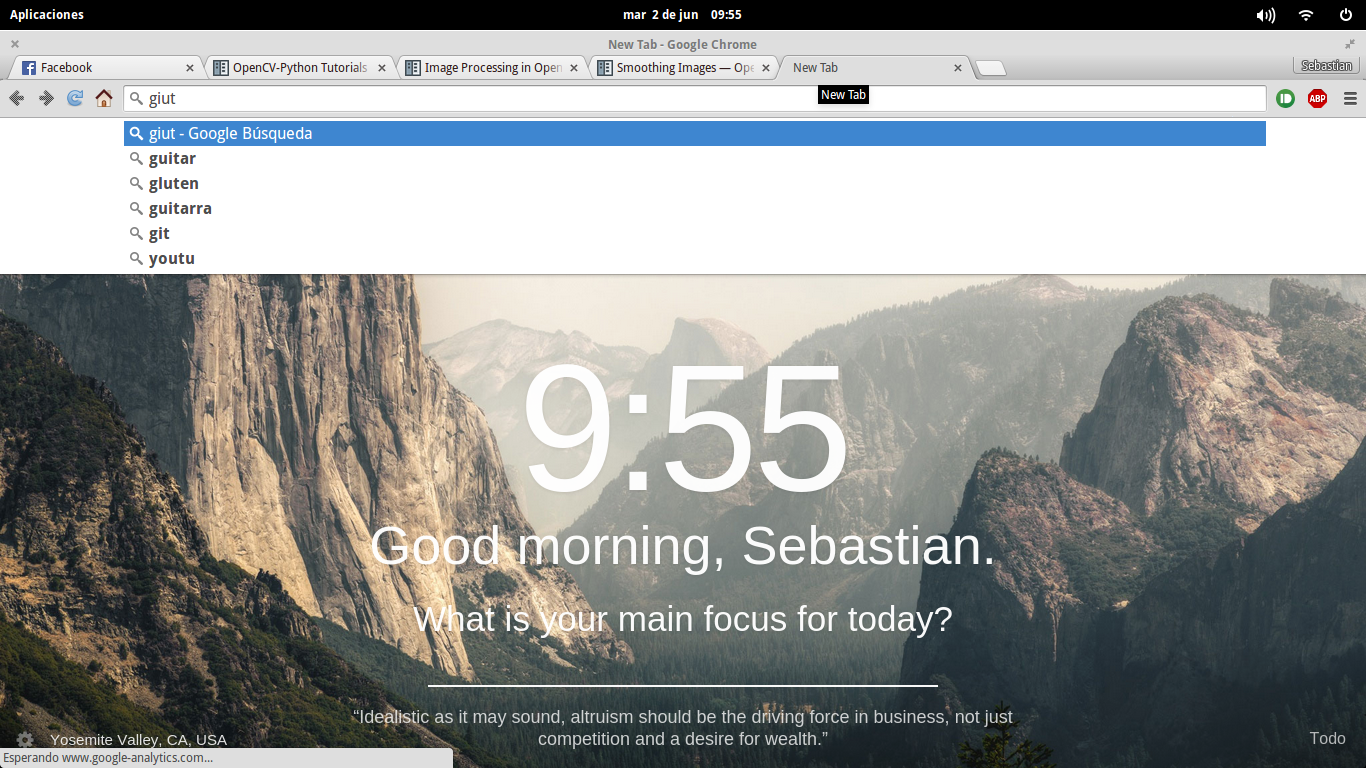 Aplicaciones
mar 2 de jun 09:55
New Tab - Google Chrome
Facebook
OpenCV-Python Tutorials
Image Processing in Open
Smoothing Images — Ope
New Tab
Sebastian
giut
New Tab
ABP
giut - Google Búsqueda
guitar
gluten
guitarra
git
youtu
9:55
Good morning, Sebastian.
What is your main focus for today?
“Idealistic as it may sound, altruism should be the driving force in business, not just
competition and a desire for wealth.”
Yosemite Valley, CA, USA
Todo
Esperando www.google-analytics.com...